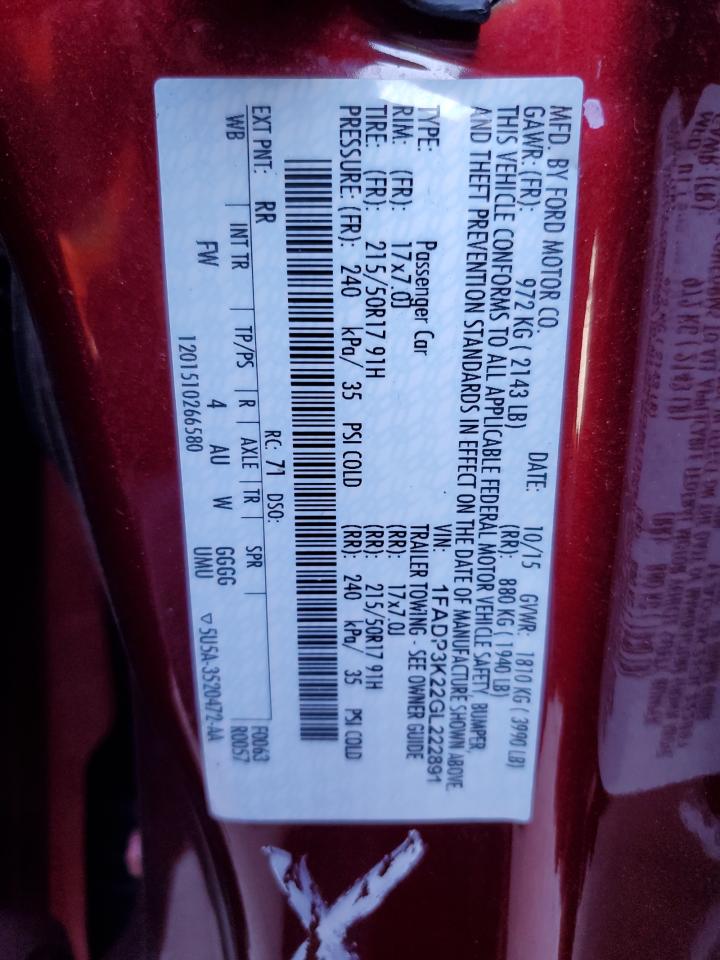 MFD. BY FORD MOTOR CO. DATE: 10/15 GVWR: 1810 KG ( 3990 LB)
GAWR: (FR): 972 KG ( 2143 LB) (RR): 880 KG ( 1940 LB)
THIS VEHICLE CONFORMS TO ALL APPLICABLE FEDERAL MOTOR VEHICLE SAFETY, BUMPER,
AND THEFT PREVENTION STANDARDS IN EFFECT ON THE DATE OF MANUFACTURE SHOWN ABOVE.
VIN: 1FADP3K22GL222891
TYPE: Passenger Car TRAILER TOWING - SEE OWNER GUIDE
RIM: (FR): 17x7.0J (RR): 17x7.0J
TIRE: (FR): 215/50R17 91H (RR): 215/50R17 91H
PRESSURE: (FR): 240 kPa/ 35 PSI COLD (RR): 240 kPa/ 35 PSI COLD
EXT PNT: RR RC: 71 DSO: F0063
WB INT TR TP/PS R AXLE TR SPR R0057
FW 4 AU W GGGG
UMU
1201510266580 ▽5U5A-3520472-AA